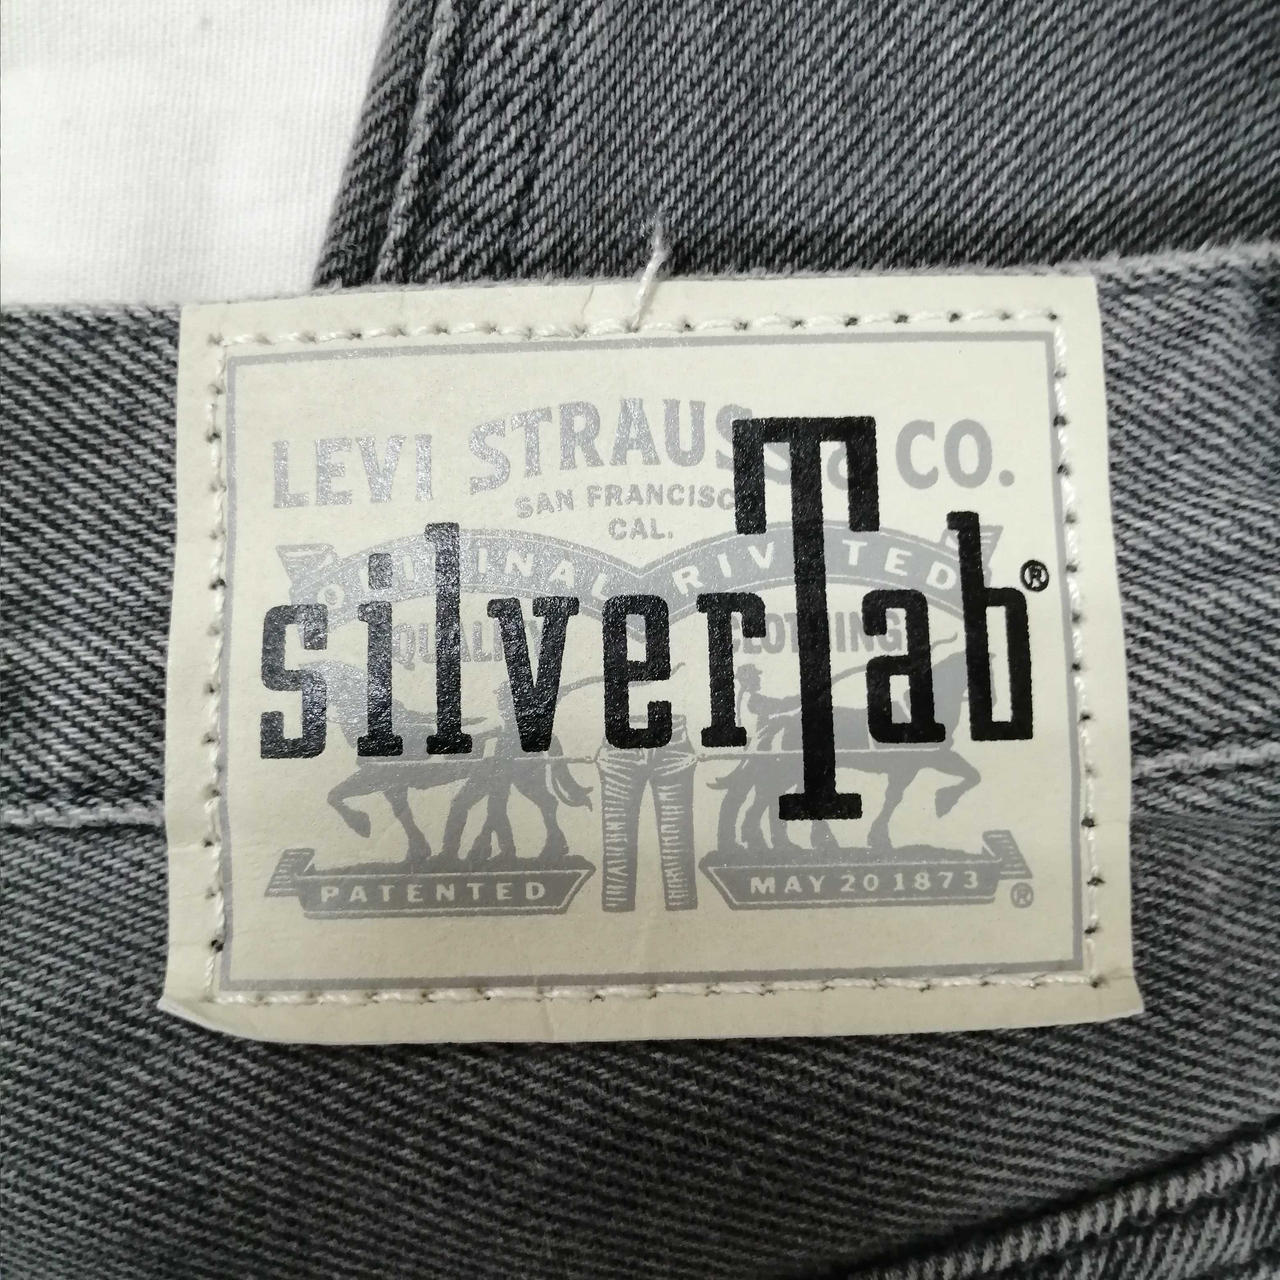 LEVI STRAUSS & CO.
SAN FRANCISCO
CAL.
ORIGINAL RIVETED
silverTab®
QUALITY CLOTHING
PATENTED MAY 20 1873 ®